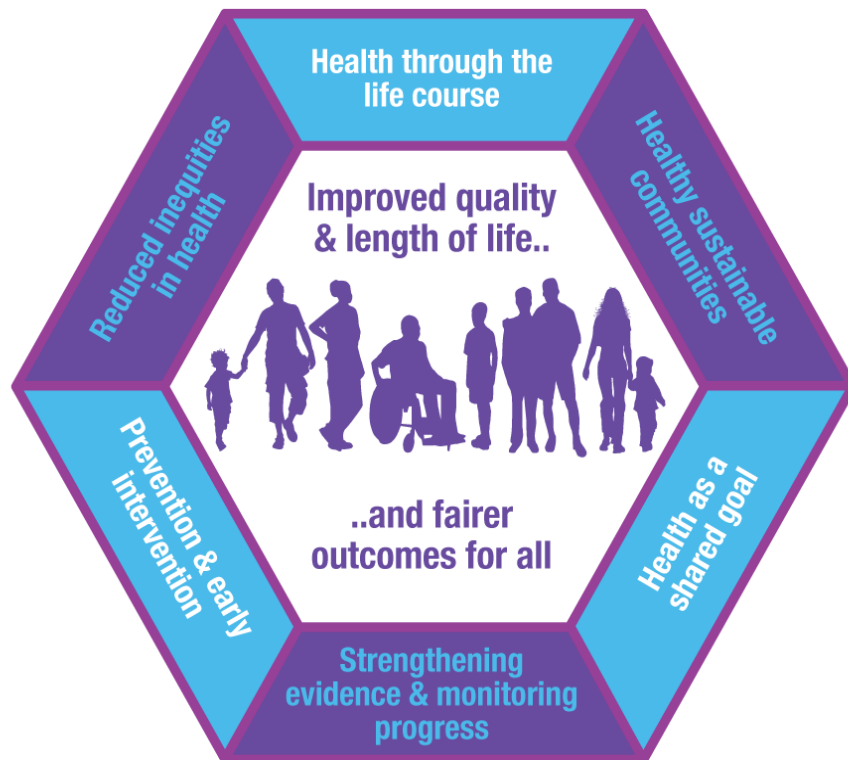 Health through the
life course
Healthy sustainable
communities
Health as a
shared goal
Strengthening
evidence & monitoring
progress
Prevention & early
intervention
Reduced inequities
in health
Improved quality
& length of life..
..and fairer
outcomes for all